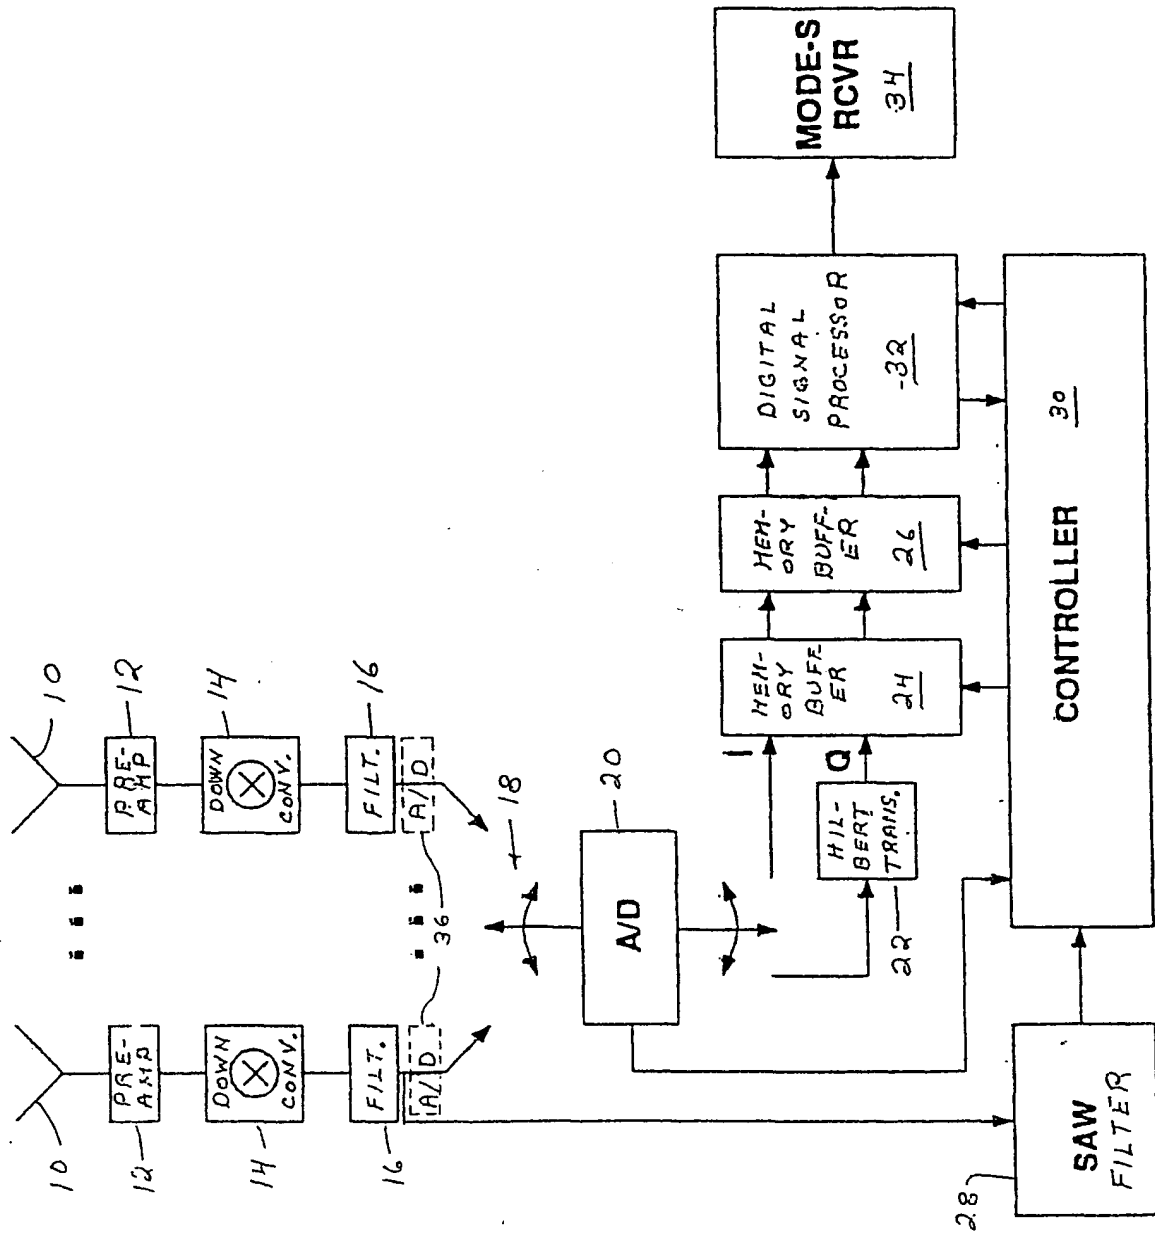 10
10
PRE-
AMP
12
PRE-
AMP
12
DOWN
CONV.
14
DOWN
CONV.
14
FILT.
16
FILT.
16
A/D
A/D
36
18
A/D
20
I
Q
HIL-
BERT
TRANS.
22
MEM-
ORY
BUFF-
ER
24
MEM-
ORY
BUFF-
ER
26
DIGITAL
SIGNAL
PROCESSOR
32
MODE-S
RCVR
34
SAW
FILTER
28
CONTROLLER
30